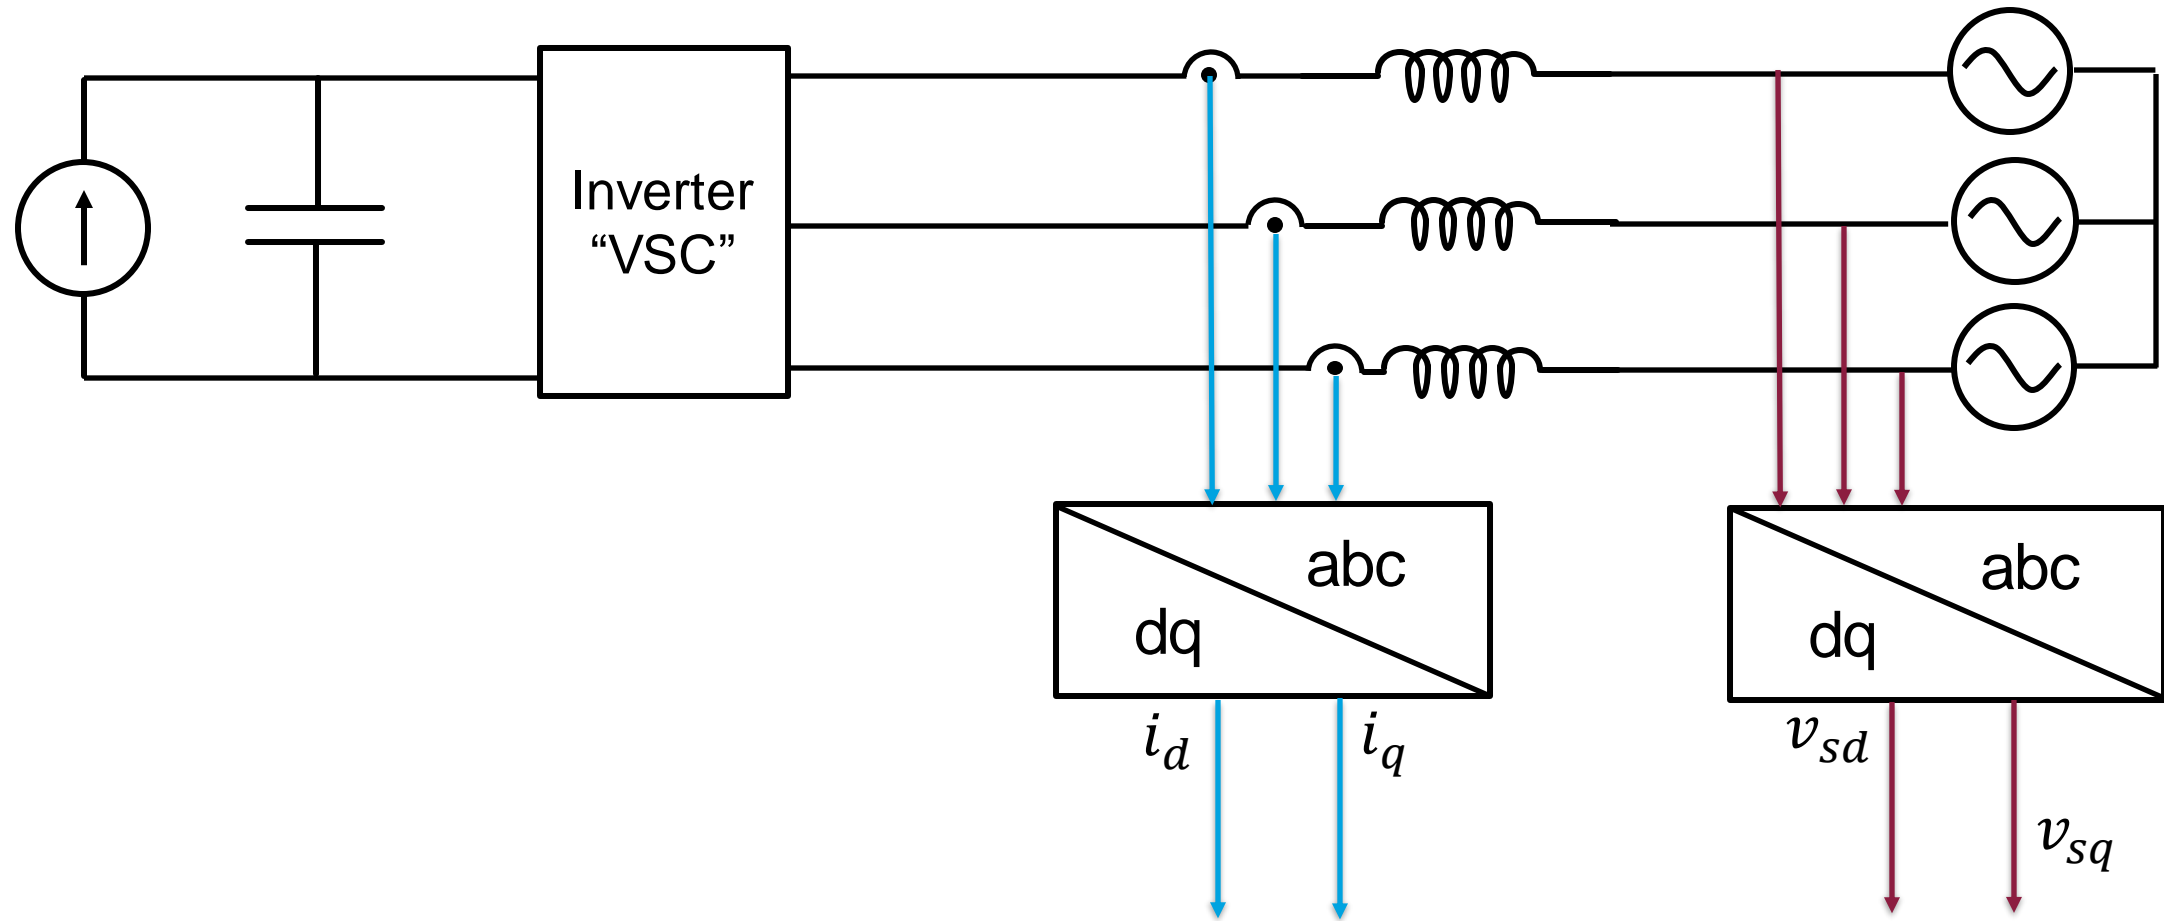 Inverter
“VSC”
abc
dq
abc
dq
i_d
i_q
v_sd
v_sq